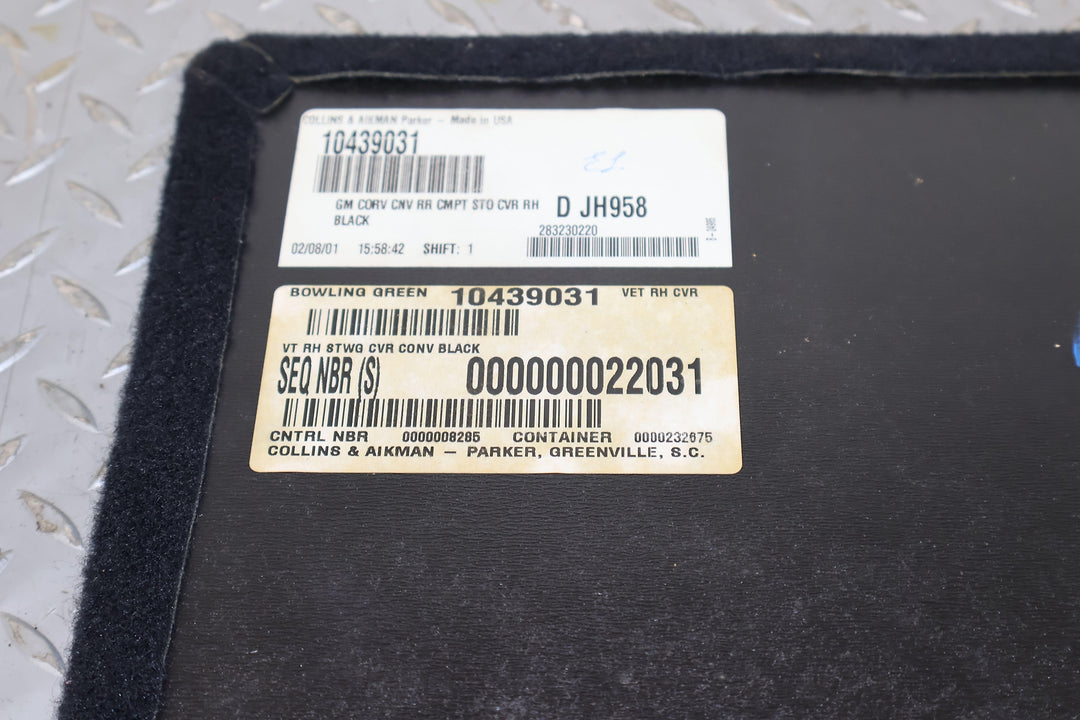 COLLINS & AIKMAN Parker - Made in USA
10439031
GM CORV CNV RR CMPT STO CVR RH
BLACK
D JH958
283230220
02/08/01 15:58:42 SHIFT: 1
BOWLING GREEN 10439031 VET RH CVR
VT RH STWG CVR CONV BLACK
SEQ NBR (S) 000000022031
CNTRL NBR 0000008285 CONTAINER 0000232675
COLLINS & AIKMAN - PARKER, GREENVILLE, S.C.